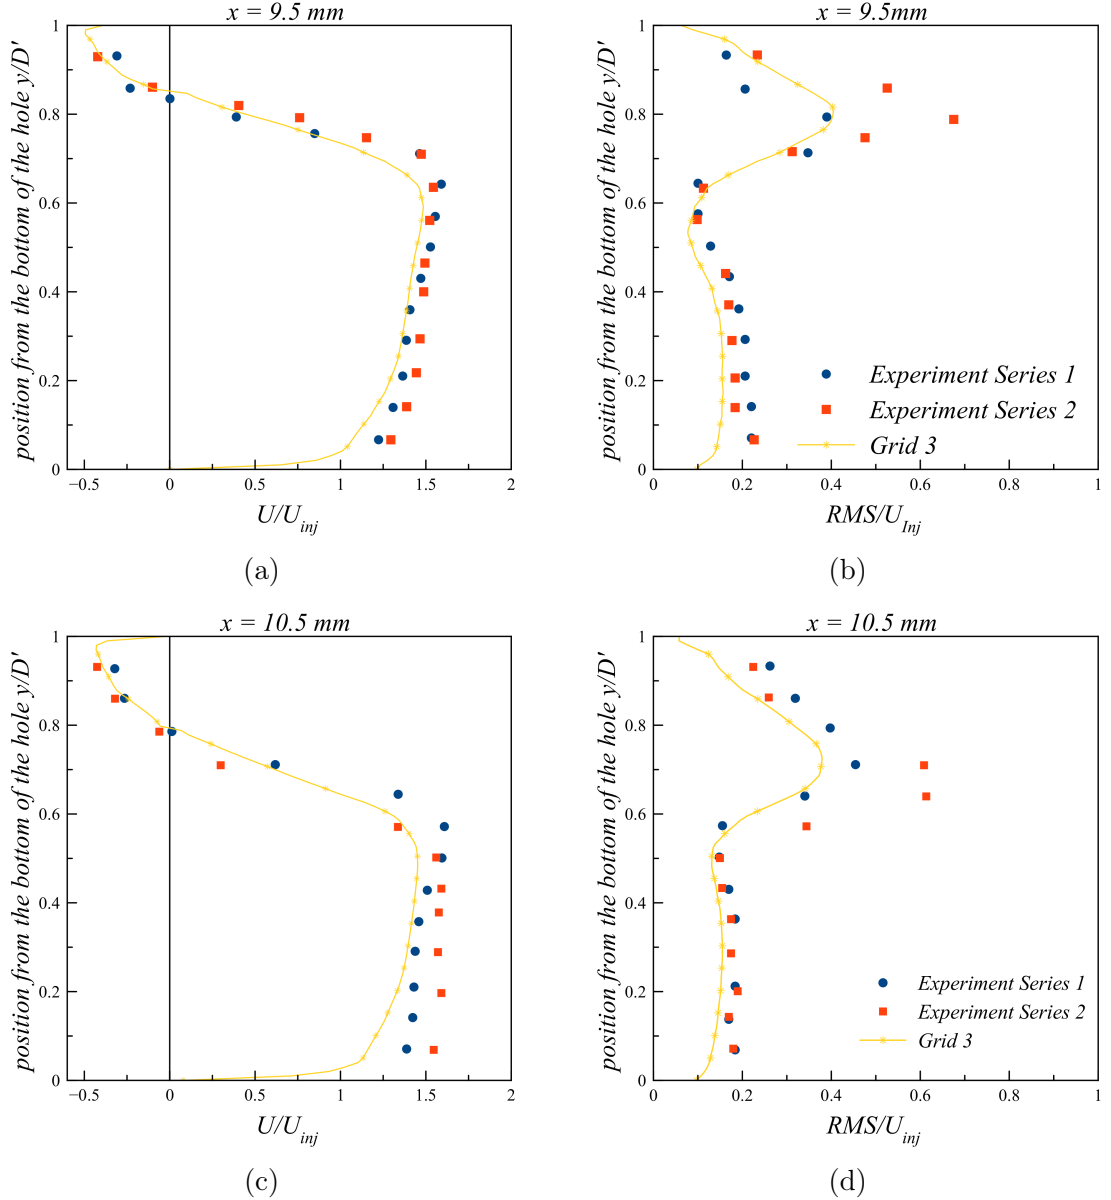 x = 9.5 mm
position from the bottom of the hole y/D'
1
0.8
0.6
0.4
0.2
0
−0.5 0 0.5 1 1.5 2
U/U_inj
(a)
x = 9.5mm
position from the bottom of the hole y/D'
1
0.8
0.6
0.4
0.2
0
Experiment Series 1
Experiment Series 2
Grid 3
0 0.2 0.4 0.6 0.8 1
RMS/U_Inj
(b)
x = 10.5 mm
position from the bottom of the hole y/D'
1
0.8
0.6
0.4
0.2
0
−0.5 0 0.5 1 1.5 2
U/U_inj
(c)
x = 10.5 mm
position from the bottom of the hole y/D'
1
0.8
0.6
0.4
0.2
0
Experiment Series 1
Experiment Series 2
Grid 3
0 0.2 0.4 0.6 0.8 1
RMS/U_inj
(d)